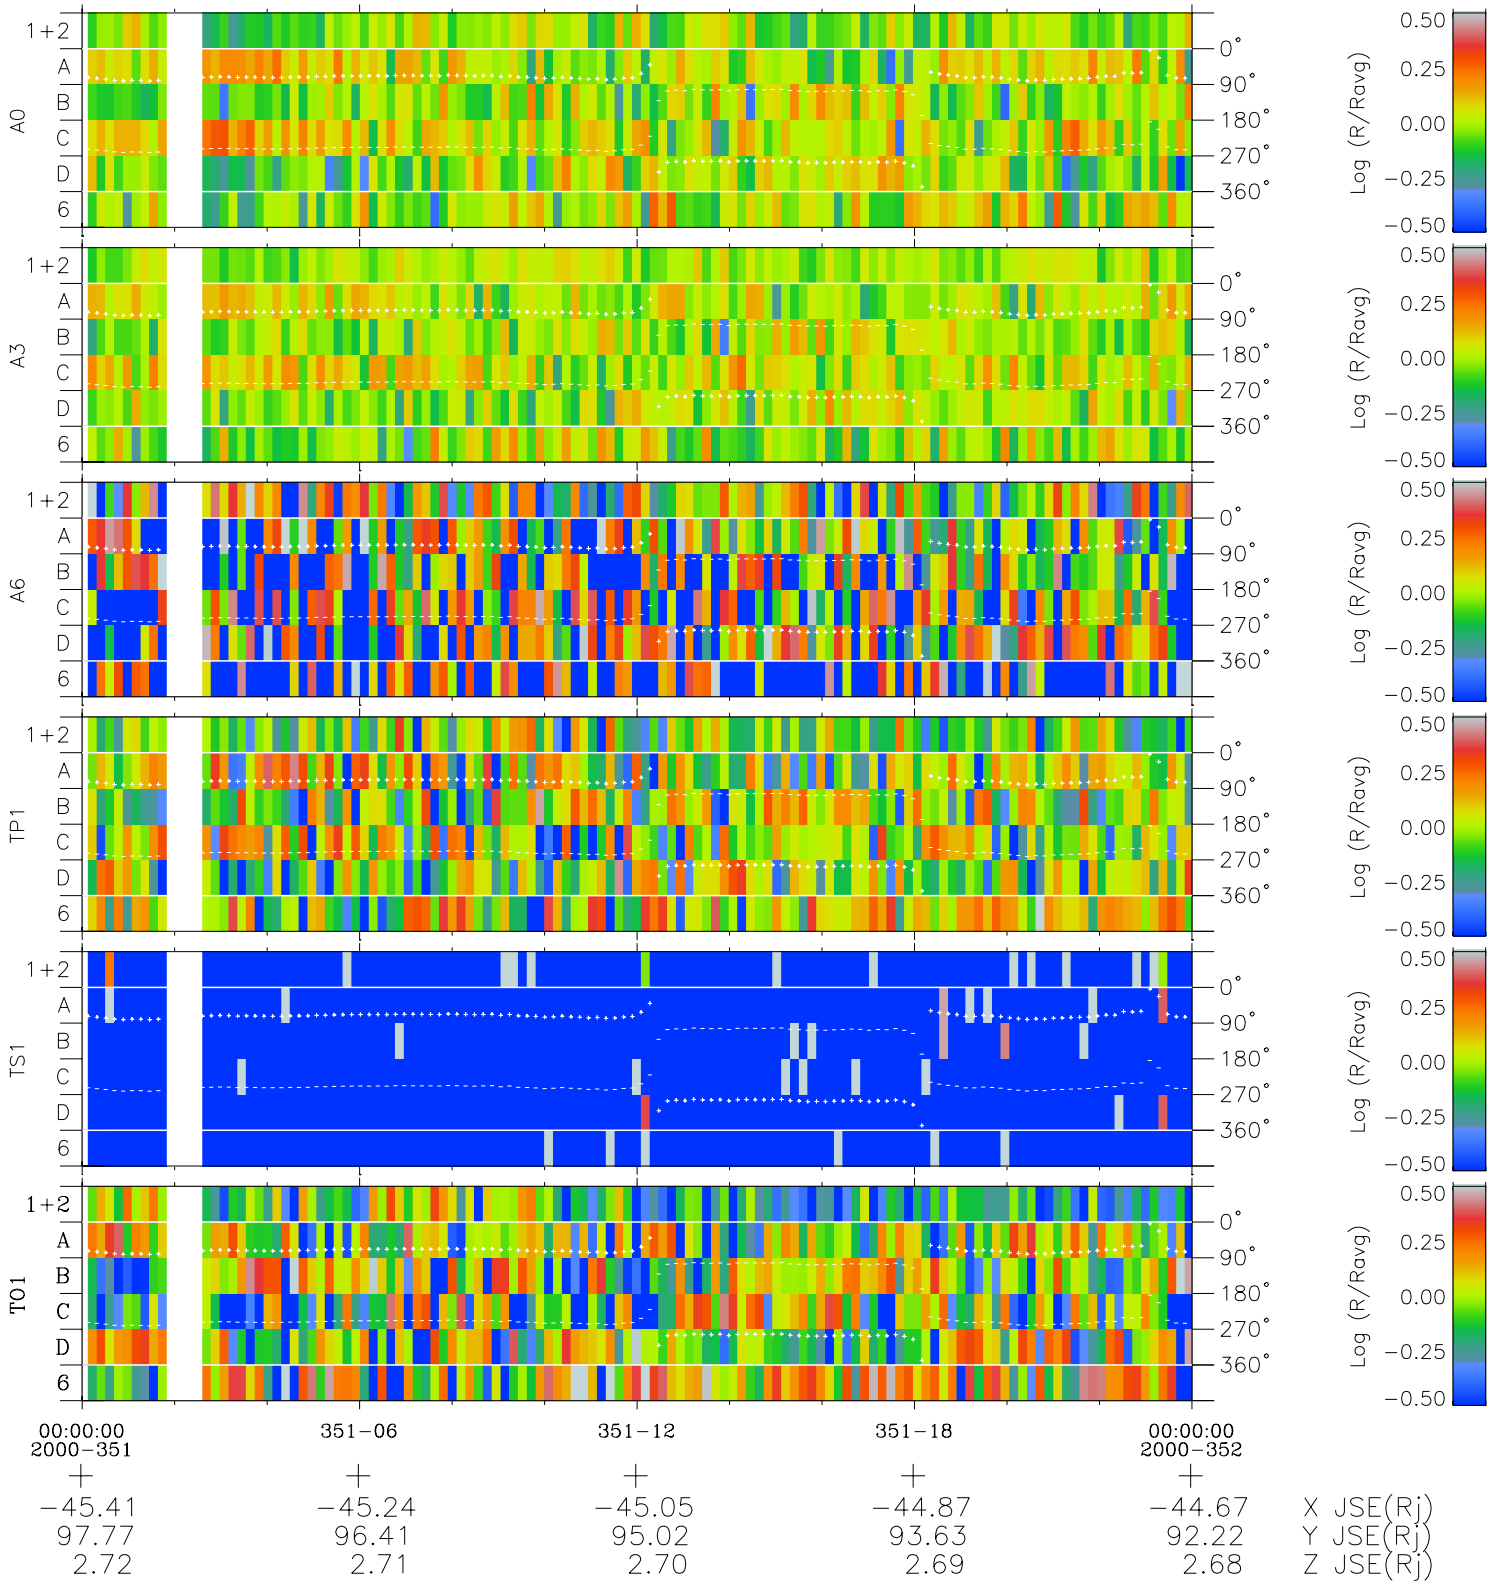 1+2
A
B
C
D
6
A0
0°
90°
180°
270°
360°
0.50
0.25
0.00
−0.25
−0.50
Log (R/Ravg)
1+2
A
B
C
D
6
A3
0°
90°
180°
270°
360°
0.50
0.25
0.00
−0.25
−0.50
Log (R/Ravg)
1+2
A
B
C
D
6
A6
0°
90°
180°
270°
360°
0.50
0.25
0.00
−0.25
−0.50
Log (R/Ravg)
1+2
A
B
C
D
6
TP1
0°
90°
180°
270°
360°
0.50
0.25
0.00
−0.25
−0.50
Log (R/Ravg)
1+2
A
B
C
D
6
TS1
0°
90°
180°
270°
360°
0.50
0.25
0.00
−0.25
−0.50
Log (R/Ravg)
1+2
A
B
C
D
6
TO1
0°
90°
180°
270°
360°
0.50
0.25
0.00
−0.25
−0.50
Log (R/Ravg)
00:00:00 351−06 351−12 351−18 00:00:00
2000−351 2000−352
−45.41 −45.24 −45.05 −44.87 −44.67 X JSE(Rj)
97.77 96.41 95.02 93.63 92.22 Y JSE(Rj)
2.72 2.71 2.70 2.69 2.68 Z JSE(Rj)